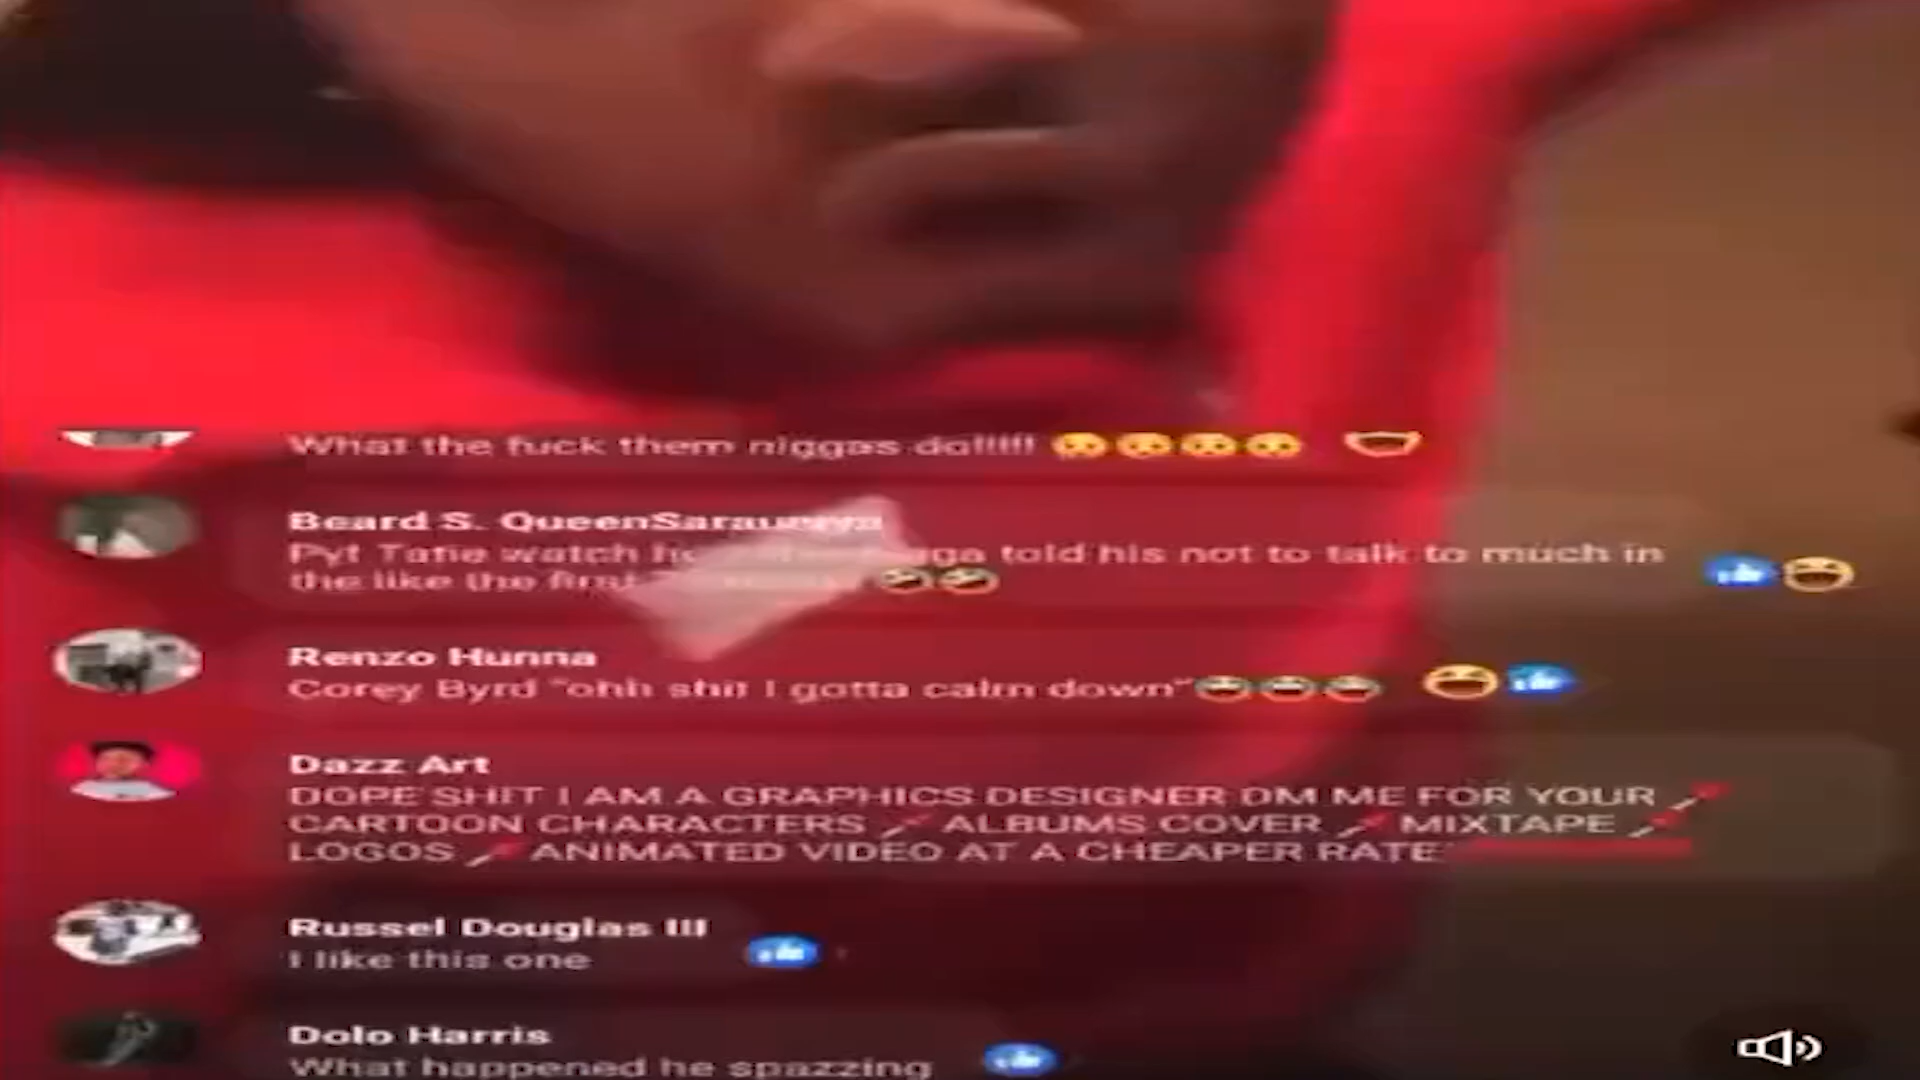 What the fuck them niggas do!!!!! 😳😳😳😳
Beard S.
Pyt Tatie watch told his not to talk to much in
the like the first
Renzo Hunna
Corey Byrd "ohh shit I gotta calm down"😂😂😂
Dazz Art
DOPE SHIT I AM A GRAPHICS DESIGNER DM ME FOR YOUR
CARTOON CHARACTERS ALBUMS COVER MIXTAPE
LOGOS ANIMATED VIDEO AT A CHEAPER RATE
Russel Douglas III
I like this one
Dolo Harris
What happened he spazzing